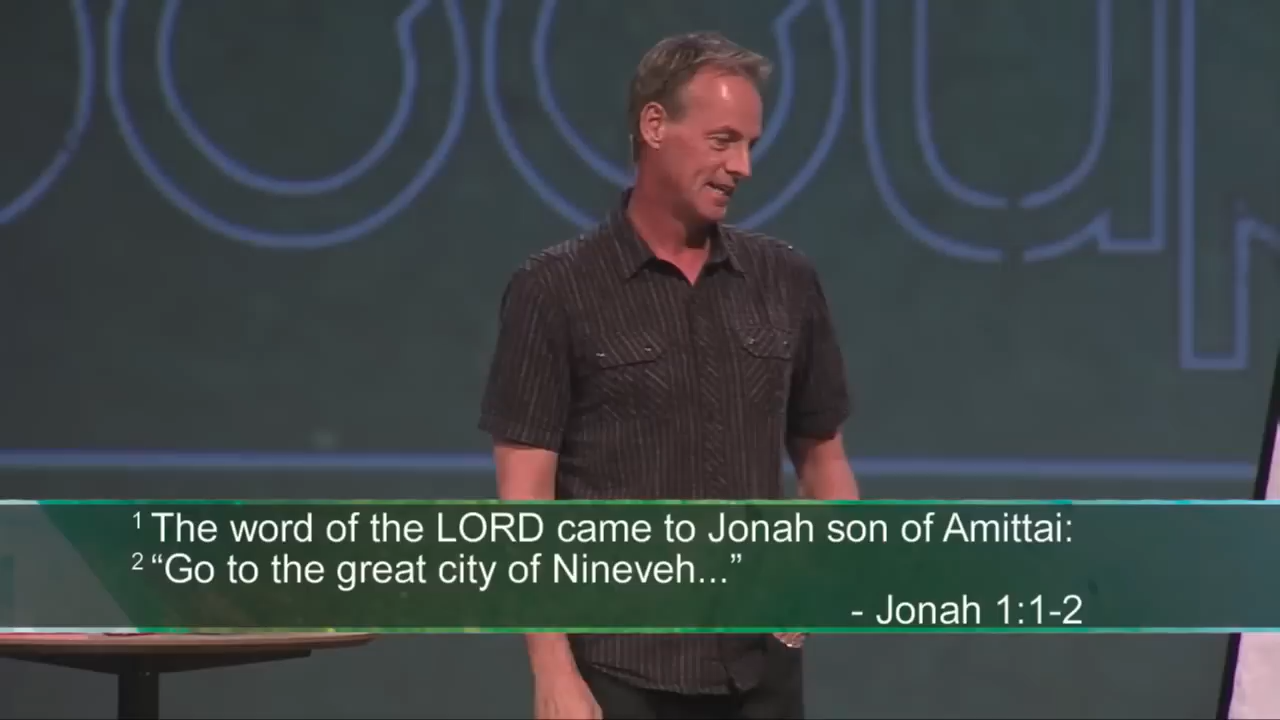 ¹ The word of the LORD came to Jonah son of Amittai:
² “Go to the great city of Nineveh...”
- Jonah 1:1-2